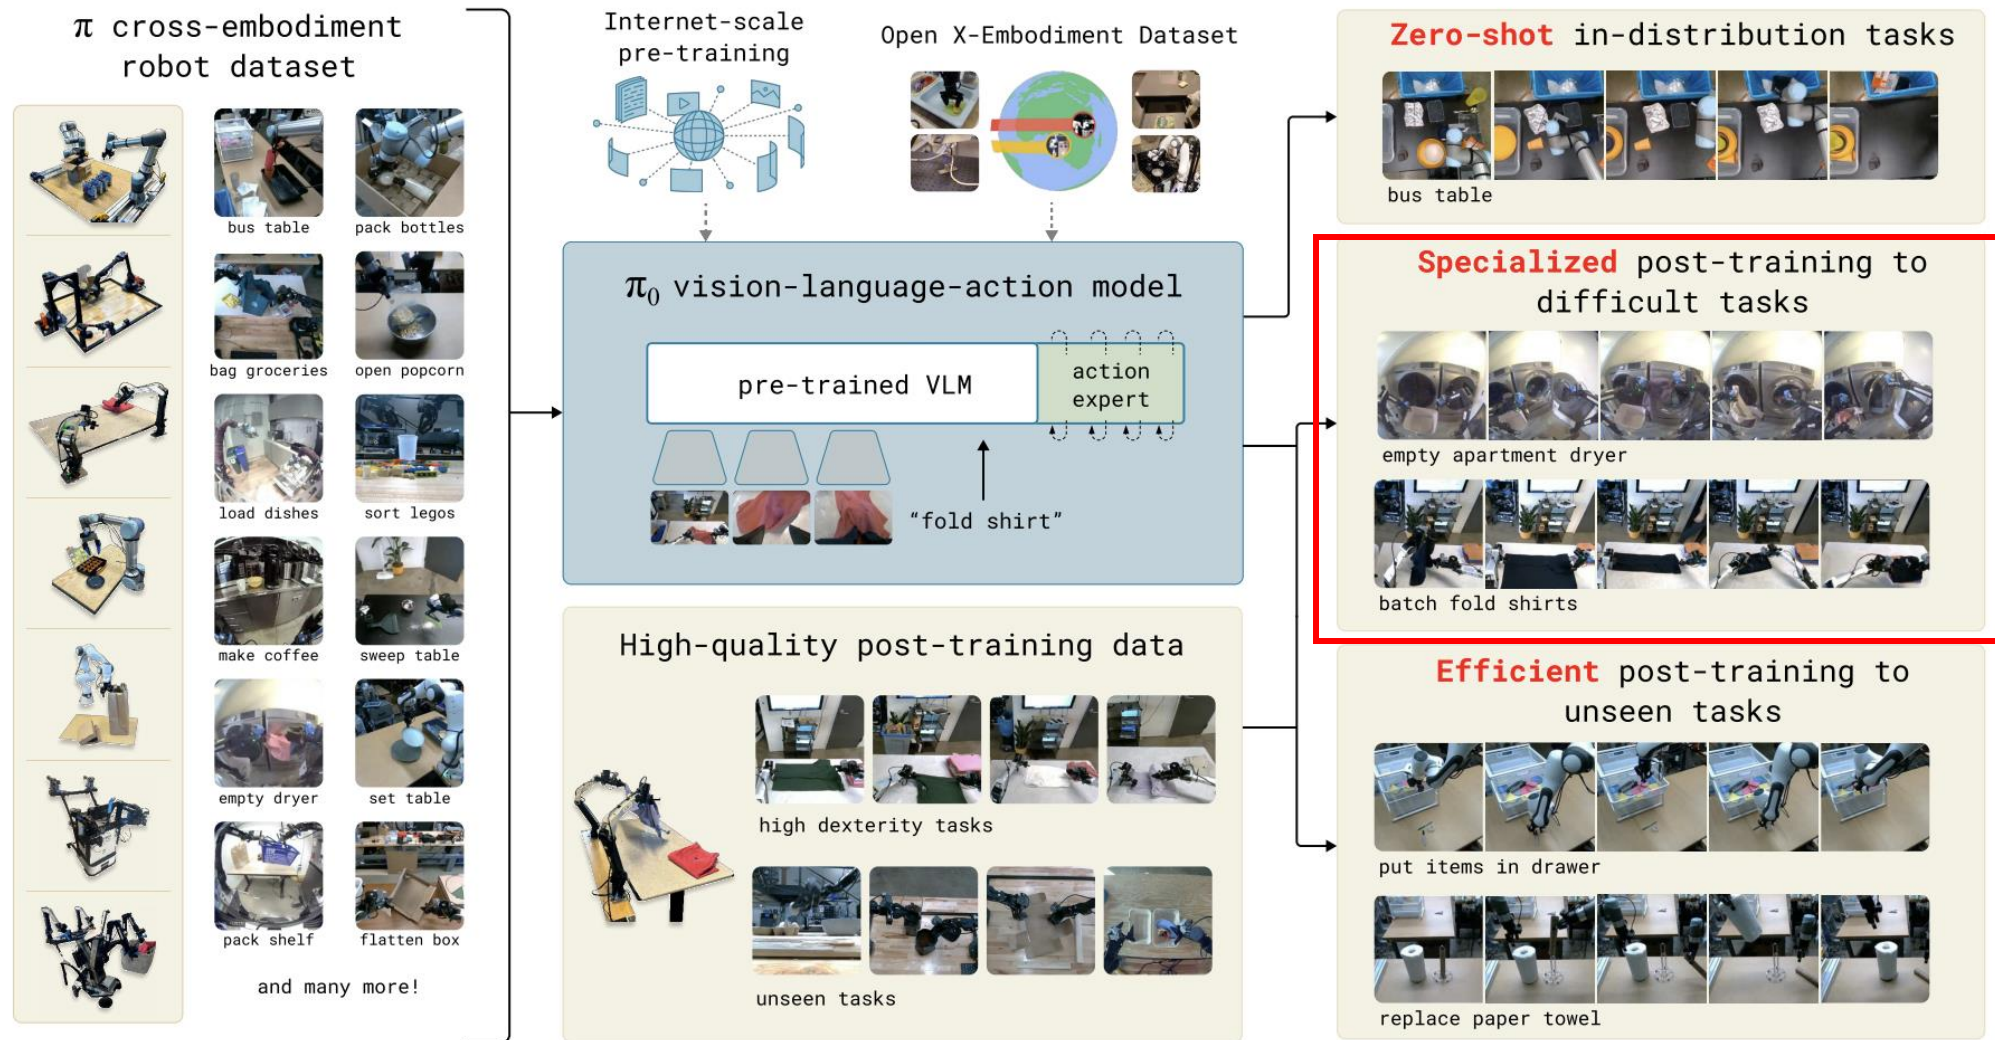 π cross-embodiment
robot dataset
bus table
pack bottles
bag groceries
open popcorn
load dishes
sort legos
make coffee
sweep table
empty dryer
set table
pack shelf
flatten box
and many more!
Internet-scale
pre-training
Open X-Embodiment Dataset
π₀ vision-language-action model
pre-trained VLM
action
expert
“fold shirt”
High-quality post-training data
high dexterity tasks
unseen tasks
Zero-shot in-distribution tasks
bus table
Specialized post-training to
difficult tasks
empty apartment dryer
batch fold shirts
Efficient post-training to
unseen tasks
put items in drawer
replace paper towel